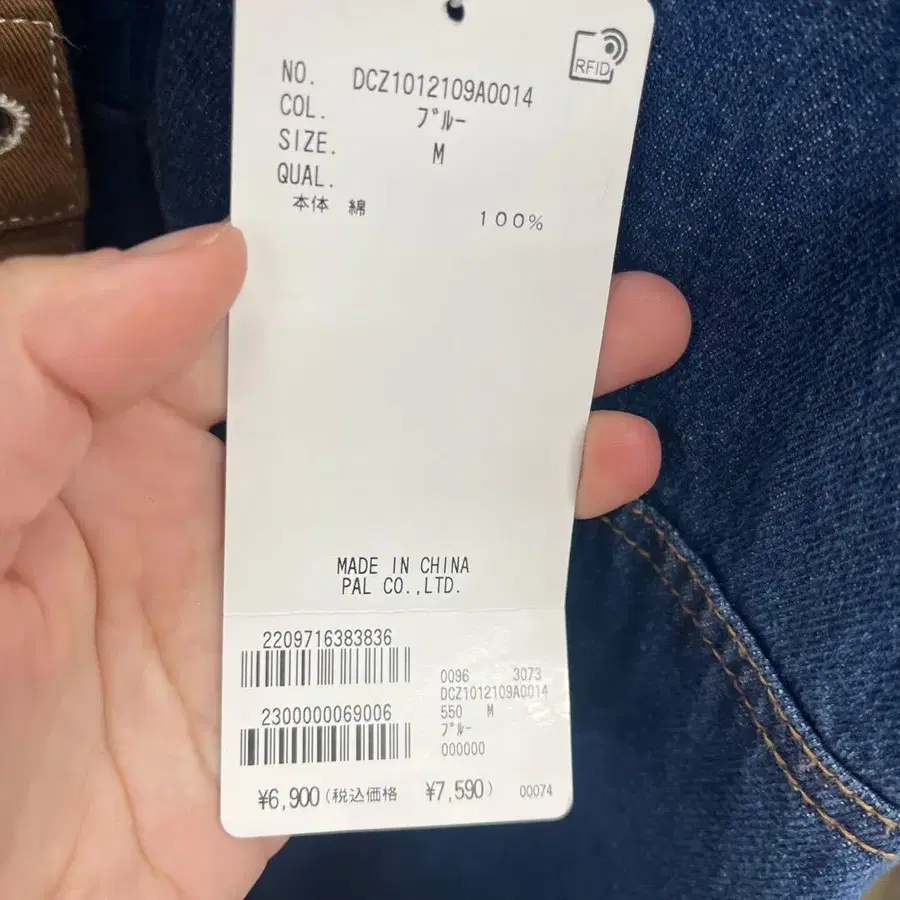 RFID
NO. DCZ1012109A0014
COL. ﾌﾞﾙｰ
SIZE. M
QUAL.
本体 綿 100%
MADE IN CHINA
PAL CO.,LTD.
2209716383836
0096 3073
DCZ1012109A0014
2300000069006
550 M
ﾌﾞﾙｰ
000000
¥6,900(税込価格 ¥7,590) 00074